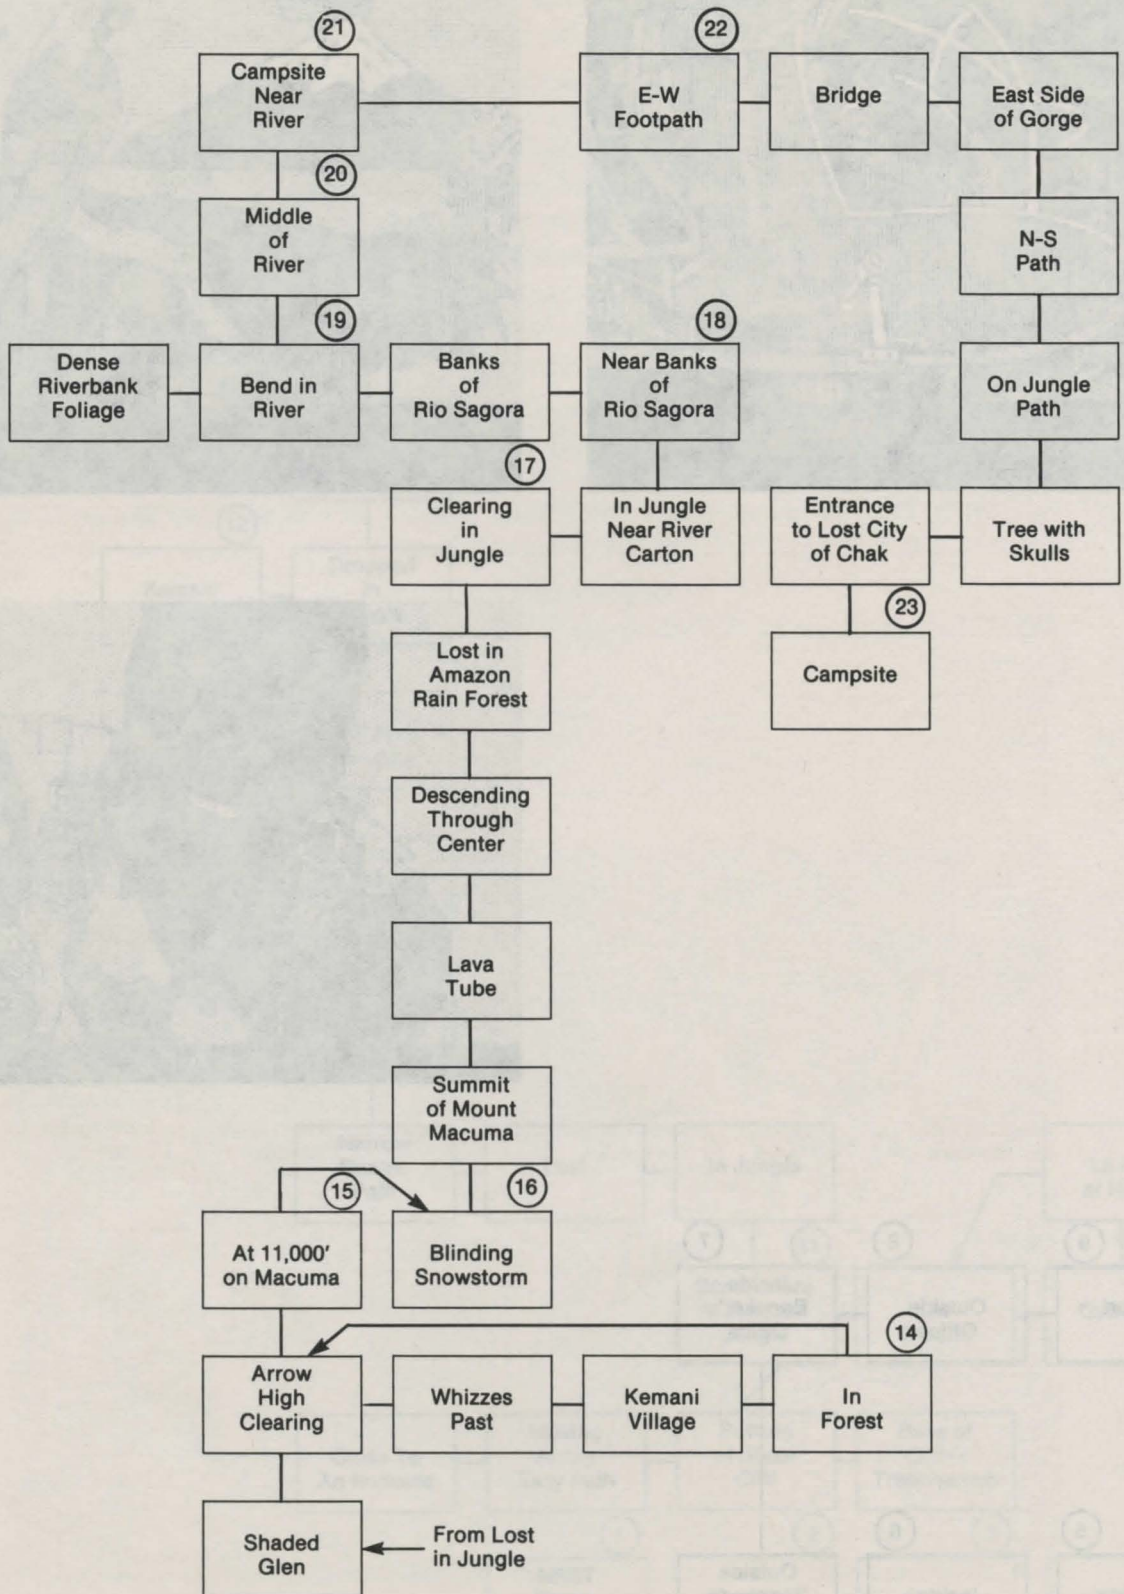 21
22
Campsite
Near
River
E-W
Footpath
Bridge
East Side
of Gorge
20
Middle
of
River
N-S
Path
19
18
Dense
Riverbank
Foliage
Bend in
River
Banks
of
Rio Sagora
Near Banks
of
Rio Sagora
On Jungle
Path
17
Clearing
in
Jungle
In Jungle
Near River
Carton
Entrance
to Lost City
of Chak
Tree with
Skulls
23
Lost in
Amazon
Rain Forest
Campsite
Descending
Through
Center
Lava
Tube
Summit
of Mount
Macuma
15
16
At 11,000'
on Macuma
Blinding
Snowstorm
14
Arrow
High
Clearing
Whizzes
Past
Kemani
Village
In
Forest
Shaded
Glen
From Lost
in Jungle